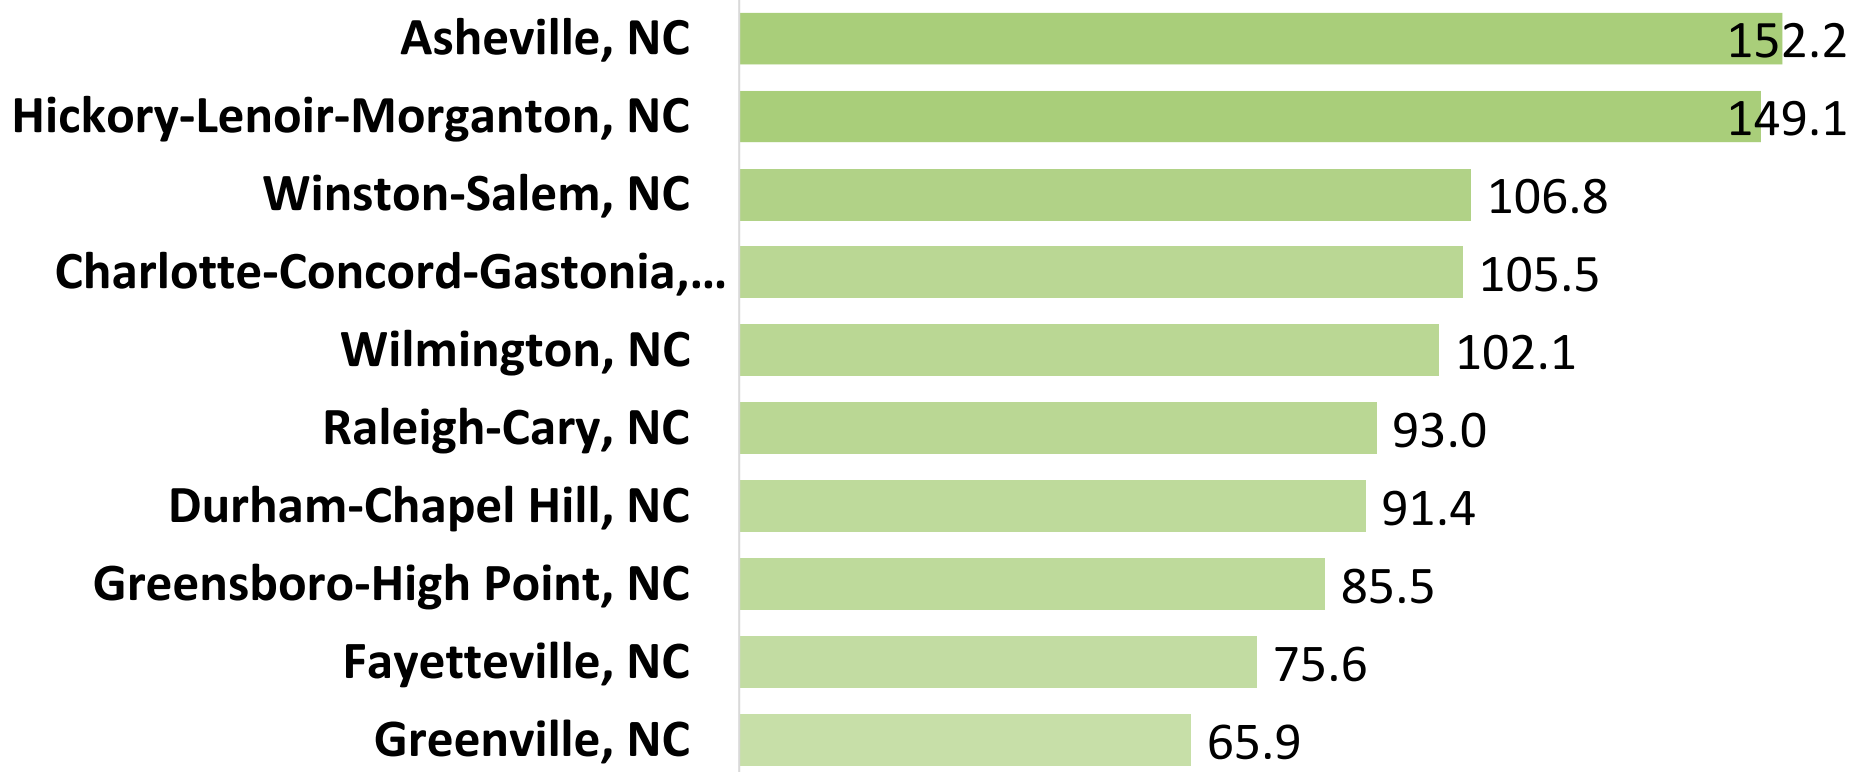 Asheville, NC 152.2
Hickory-Lenoir-Morganton, NC 149.1
Winston-Salem, NC 106.8
Charlotte-Concord-Gastonia,... 105.5
Wilmington, NC 102.1
Raleigh-Cary, NC 93.0
Durham-Chapel Hill, NC 91.4
Greensboro-High Point, NC 85.5
Fayetteville, NC 75.6
Greenville, NC 65.9